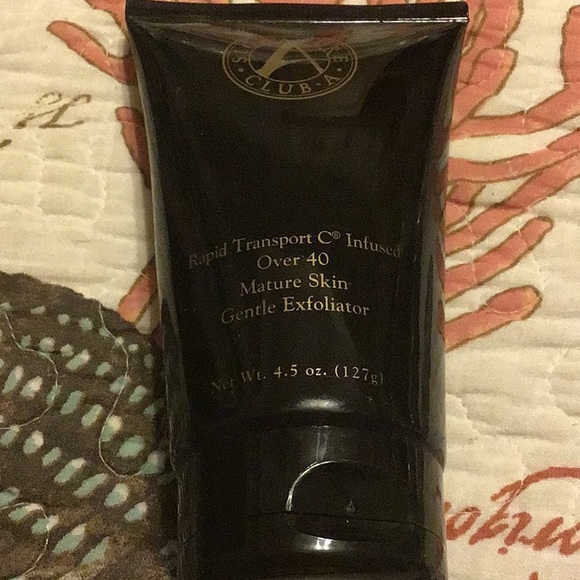 S · CLUB-A ·
Rapid Transport C® Infused
Over 40
Mature Skin
Gentle Exfoliator
Net Wt. 4.5 oz. (127g)